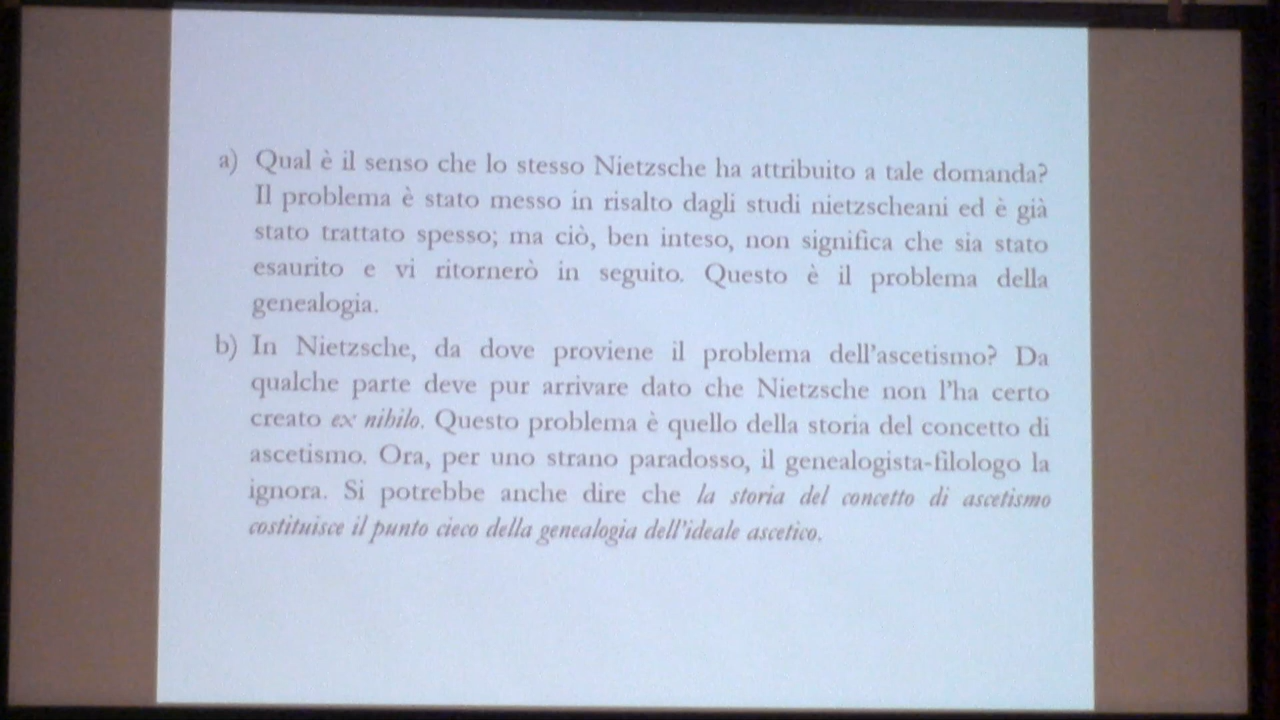 a) Qual è il senso che lo stesso Nietzsche ha attribuito a tale domanda?
Il problema è stato messo in risalto dagli studi nietzscheani ed è già
stato trattato spesso; ma ciò, ben inteso, non significa che sia stato
esaurito e vi ritornerò in seguito. Questo è il problema della
genealogia.
b) In Nietzsche, da dove proviene il problema dell'ascetismo? Da
qualche parte deve pur arrivare dato che Nietzsche non l'ha certo
creato ex nihilo. Questo problema è quello della storia del concetto di
ascetismo. Ora, per uno strano paradosso, il genealogista-filologo la
ignora. Si potrebbe anche dire che la storia del concetto di ascetismo
costituisce il punto cieco della genealogia dell'ideale ascetico.